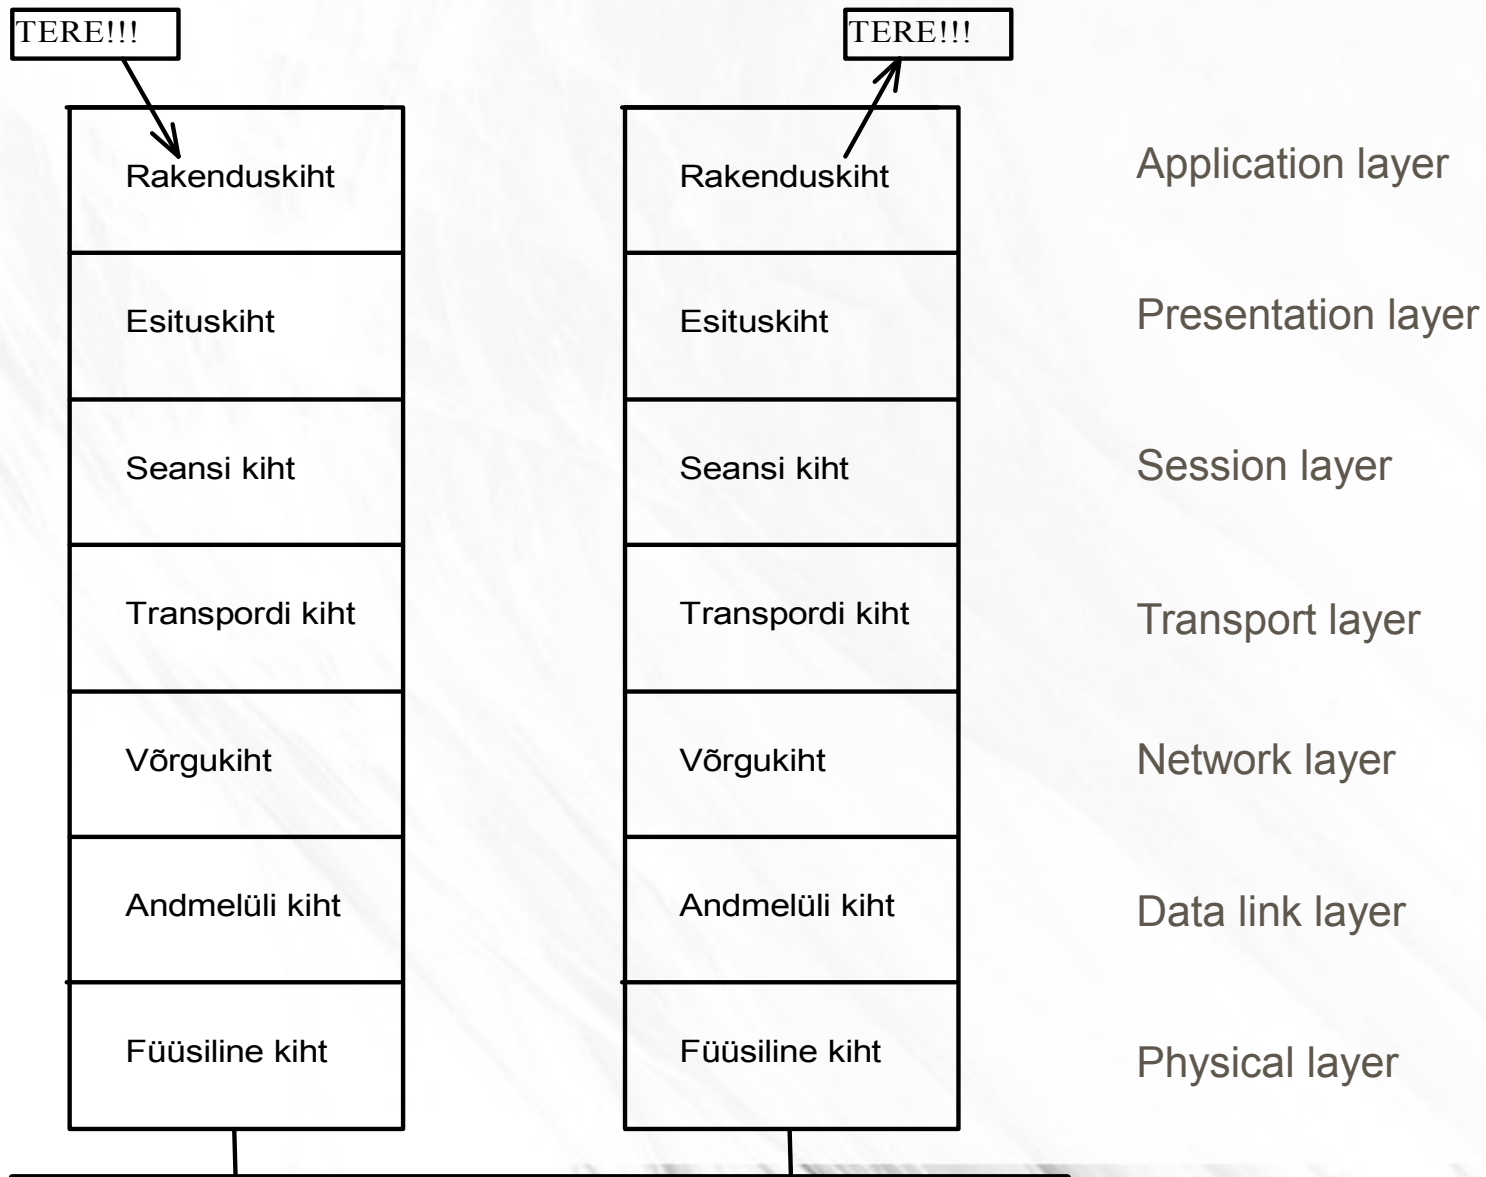 TERE!!!
TERE!!!
Rakenduskiht
Rakenduskiht
Application layer
Esituskiht
Esituskiht
Presentation layer
Seansi kiht
Seansi kiht
Session layer
Transpordi kiht
Transpordi kiht
Transport layer
Võrgukiht
Võrgukiht
Network layer
Andmelüli kiht
Andmelüli kiht
Data link layer
Füüsiline kiht
Füüsiline kiht
Physical layer